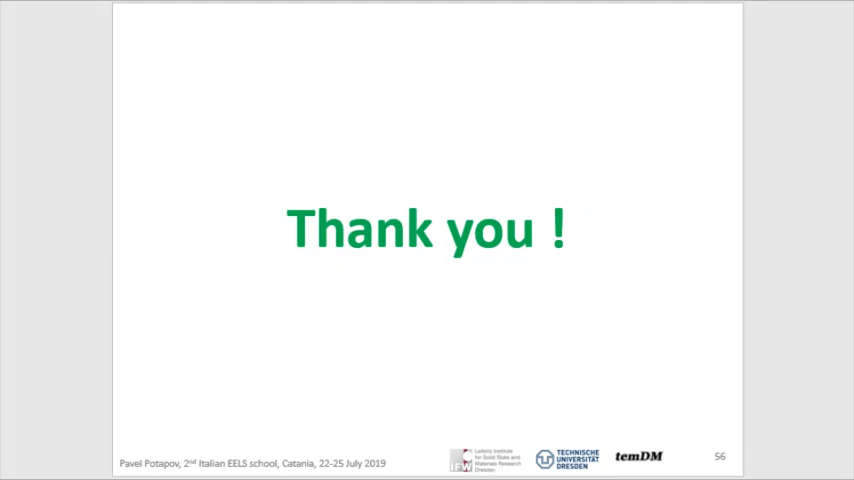 Thank you !
Pavel Potapov, 2nd Italian EELS school, Catania, 22-25 July 2019
IFW
Leibniz Institute
for Solid State and
Materials Research
Dresden
TECHNISCHE
UNIVERSITÄT
DRESDEN
temDM
56